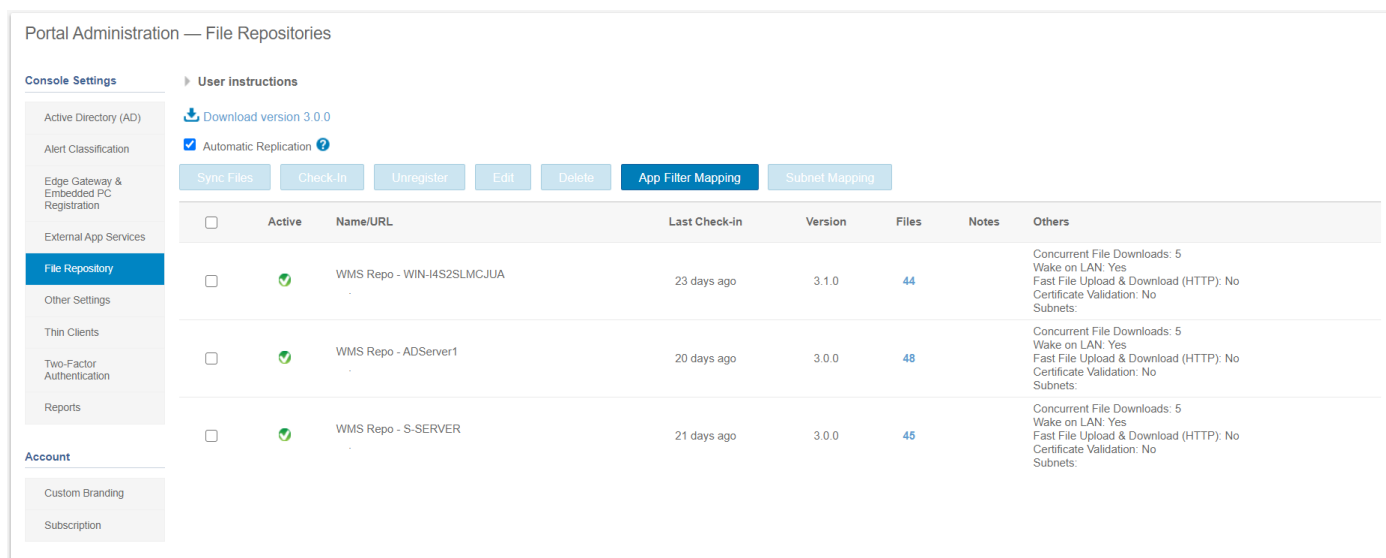 Portal Administration — File Repositories
Console Settings
Active Directory (AD)
Alert Classification
Edge Gateway &
Embedded PC
Registration
External App Services
File Repository
Other Settings
Thin Clients
Two-Factor
Authentication
Reports
Account
Custom Branding
Subscription
User instructions
Download version 3.0.0
Automatic Replication ?
Sync Files Check-In Unregister Edit Delete App Filter Mapping Subnet Mapping
Active Name/URL Last Check-in Version Files Notes Others
WMS Repo - WIN-I4S2SLMCJUA 23 days ago 3.1.0 44
Concurrent File Downloads: 5
Wake on LAN: Yes
Fast File Upload & Download (HTTP): No
Certificate Validation: No
Subnets:
WMS Repo - ADServer1 20 days ago 3.0.0 48
Concurrent File Downloads: 5
Wake on LAN: Yes
Fast File Upload & Download (HTTP): No
Certificate Validation: No
Subnets:
WMS Repo - S-SERVER 21 days ago 3.0.0 45
Concurrent File Downloads: 5
Wake on LAN: Yes
Fast File Upload & Download (HTTP): No
Certificate Validation: No
Subnets: